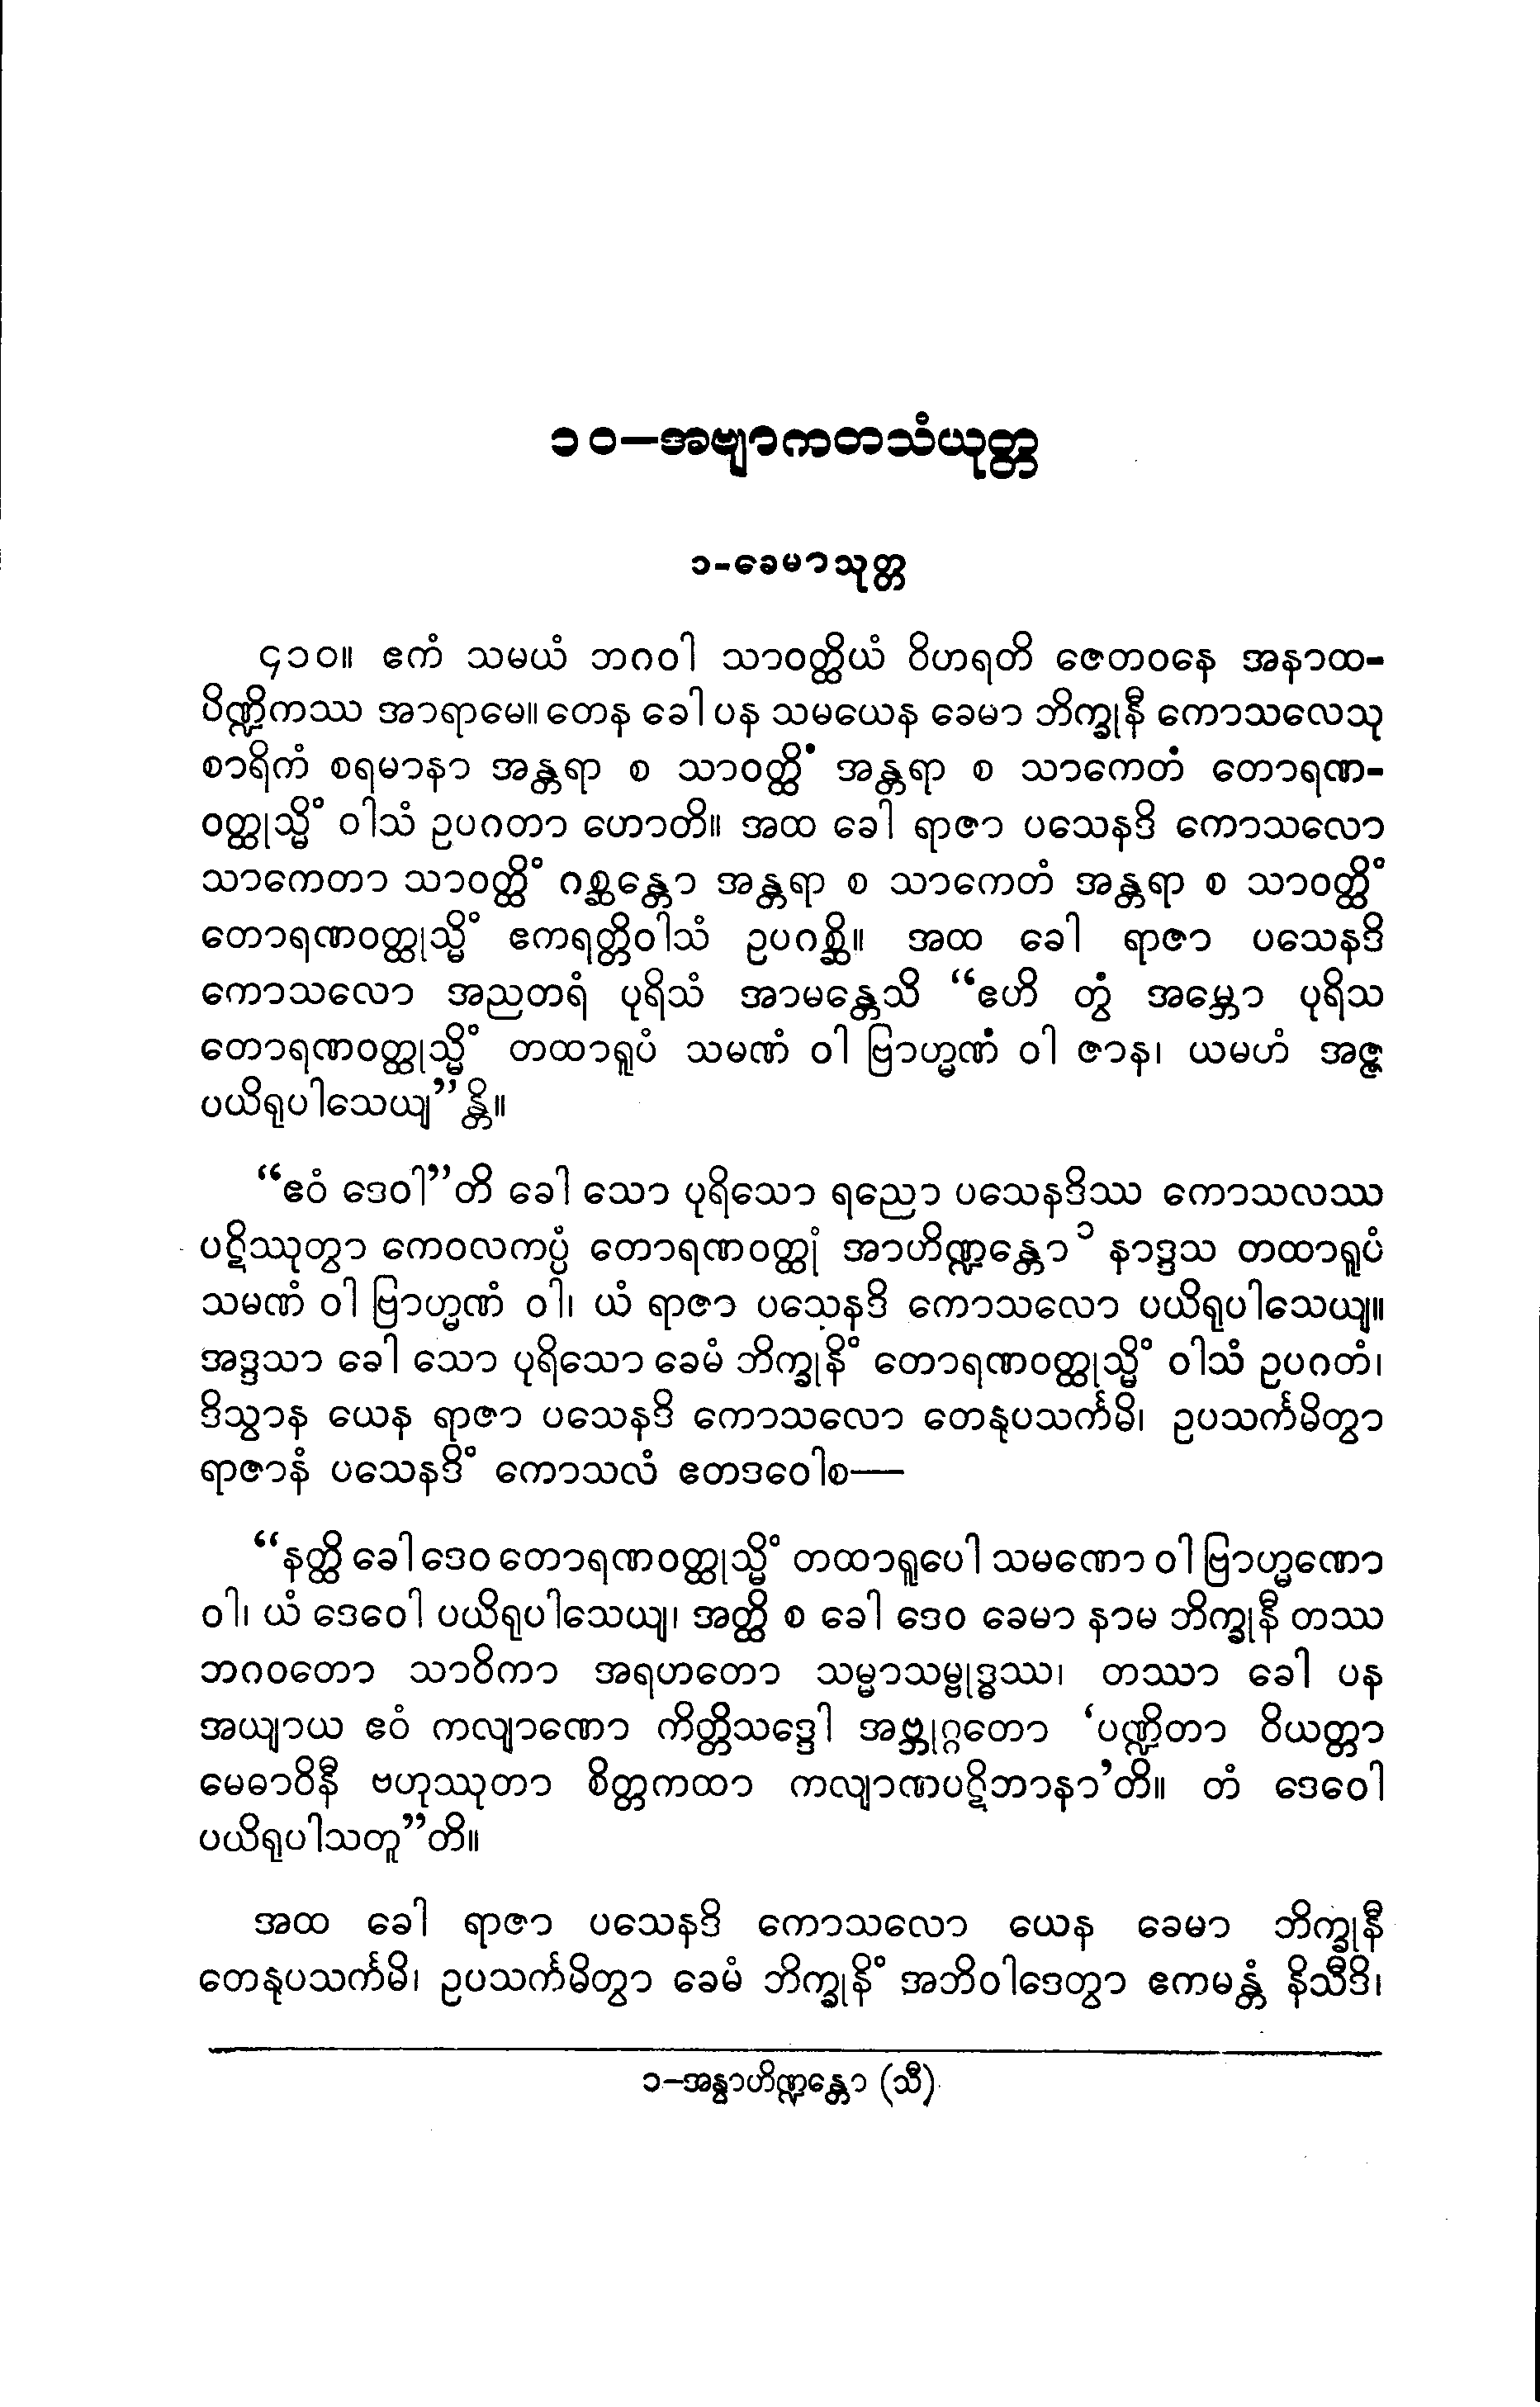 ၁၀—အဗျာကတသံယုတ္တ
၁-ခေမာသုတ္တ
၄၁၀။ ဧကံ သမယံ ဘဂဝါ သာဝတ္ထိယံ ဝိဟရတိ ဇေတဝနေ အနာထ-
ပိဏ္ဍိကဿ အာရာမေ။ တေန ခေါ ပန သမယေန ခေမာ ဘိက္ခုနီ ကောသလေသု
စာရိကံ စရမာနာ အန္တရာ စ သာဝတ္ထိံ အန္တရာ စ သာကေတံ တောရဏ-
ဝတ္ထုသ္မိံ ဝါသံ ဥပဂတာ ဟောတိ။ အထ ခေါ ရာဇာ ပသေနဒိ ကောသလော
သာကေတာ သာဝတ္ထိံ ဂစ္ဆန္တော အန္တရာ စ သာကေတံ အန္တရာ စ သာဝတ္ထိံ
တောရဏဝတ္ထုသ္မိံ ဧကရတ္တိဝါသံ ဥပဂစ္ဆိ။ အထ ခေါ ရာဇာ ပသေနဒိ
ကောသလော အညတရံ ပုရိသံ အာမန္တေသိ “ဧဟိ တွံ အမ္ဘော ပုရိသ
တောရဏဝတ္ထုသ္မိံ တထာရူပံ သမဏံ ဝါ ဗြာဟ္မဏံ ဝါ ဇာန၊ ယမဟံ အဇ္ဇ
ပယိရုပါသေယျ”န္တိ။
“ဧဝံ ဒေဝါ”တိ ခေါ သော ပုရိသော ရညော ပသေနဒိဿ ကောသလဿ
ပဋိဿုတွာ ကေဝလကပ္ပံ တောရဏဝတ္ထုံ အာဟိဏ္ဍန္တော ၁ နာဒ္ဒသ တထာရူပံ
သမဏံ ဝါ ဗြာဟ္မဏံ ဝါ၊ ယံ ရာဇာ ပသေနဒိ ကောသလော ပယိရုပါသေယျ။
အဒ္ဒသာ ခေါ သော ပုရိသော ခေမံ ဘိက္ခုနိံ တောရဏဝတ္ထုသ္မိံ ဝါသံ ဥပဂတံ၊
ဒိသွာန ယေန ရာဇာ ပသေနဒိ ကောသလော တေနုပသင်္ကမိ၊ ဥပသင်္ကမိတွာ
ရာဇာနံ ပသေနဒိံ ကောသလံ ဧတဒဝေါစ—
“နတ္ထိ ခေါ ဒေဝ တောရဏဝတ္ထုသ္မိံ တထာရူပေါ သမဏော ဝါ ဗြာဟ္မဏော
ဝါ၊ ယံ ဒေဝေါ ပယိရုပါသေယျ၊ အတ္ထိ စ ခေါ ဒေဝ ခေမာ နာမ ဘိက္ခုနီ တဿ
ဘဂဝတော သာဝိကာ အရဟတော သမ္မာသမ္ဗုဒ္ဓဿ၊ တဿာ ခေါ ပန
အယျာယ ဧဝံ ကလျာဏော ကိတ္တိသဒ္ဒေါ အဗ္ဘုဂ္ဂတော ‘ပဏ္ဍိတာ ဝိယတ္တာ
မေဓာဝိနီ ဗဟုဿုတာ စိတ္တကထာ ကလျာဏပဋိဘာနာ’တိ။ တံ ဒေဝေါ
ပယိရုပါသတူ”တိ။
အထ ခေါ ရာဇာ ပသေနဒိ ကောသလော ယေန ခေမာ ဘိက္ခုနီ
တေနုပသင်္ကမိ၊ ဥပသင်္ကမိတွာ ခေမံ ဘိက္ခုနိံ အဘိဝါဒေတွာ ဧကမန္တံ နိသီဒိ၊
၁—အနွာဟိဏ္ဍန္တော (သီ)